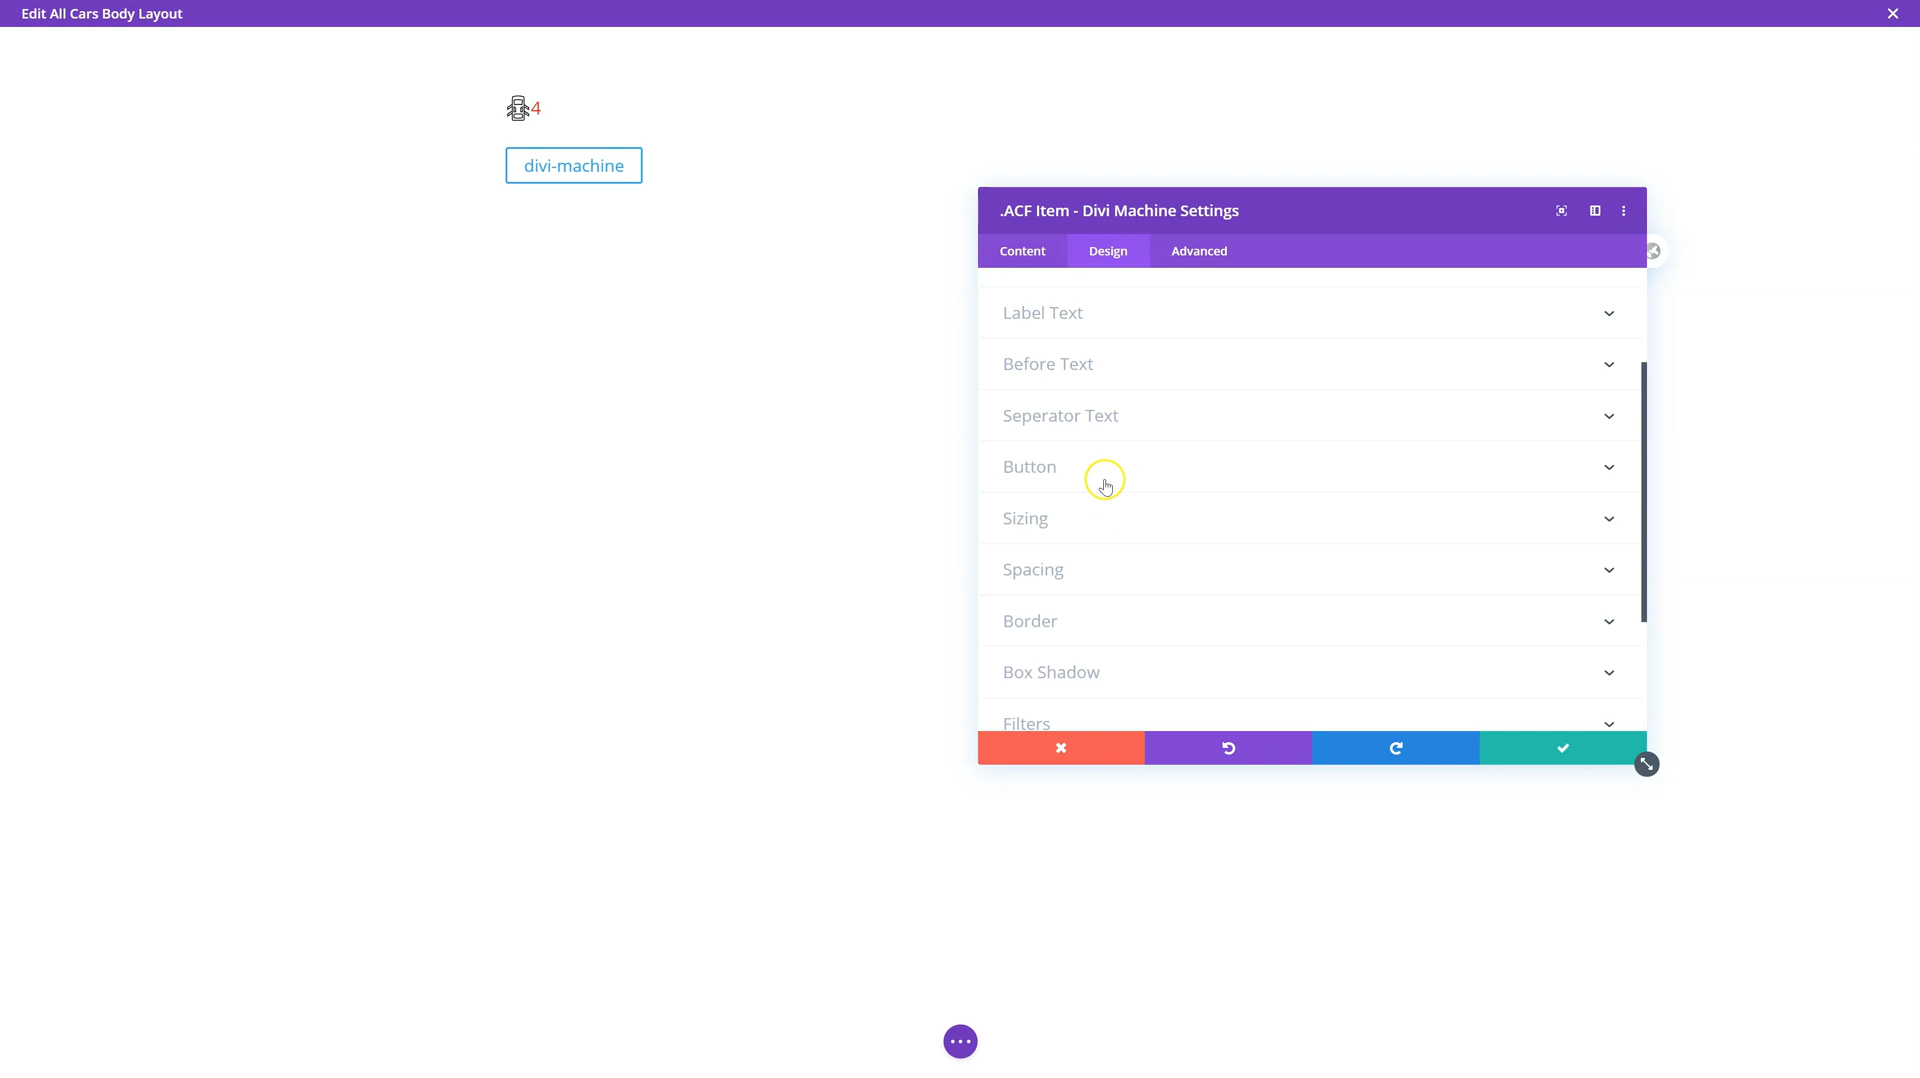 Edit All Cars Body Layout
4
divi-machine
.ACF Item - Divi Machine Settings
Content Design Advanced
Label Text
Before Text
Seperator Text
Button
Sizing
Spacing
Border
Box Shadow
Filters